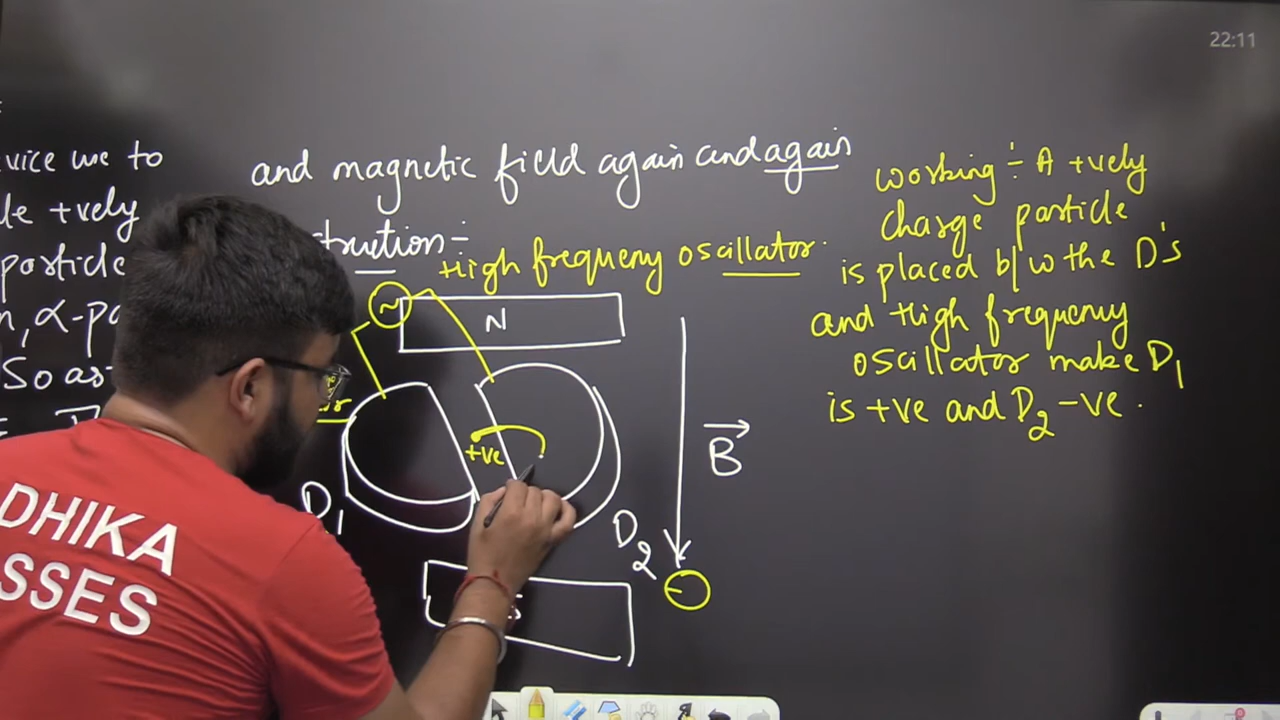 22:11
vice we to
+vely
particle
So as
and magnetic field again and again
truction :-
High frequency oscillator.
~
N
+ve
D1
D2
B
working ÷ A +vely
charge particle
is placed b/w the D's
and High frequency
oscillator make D1
is +ve and D2 -ve.
DHIKA
SSES